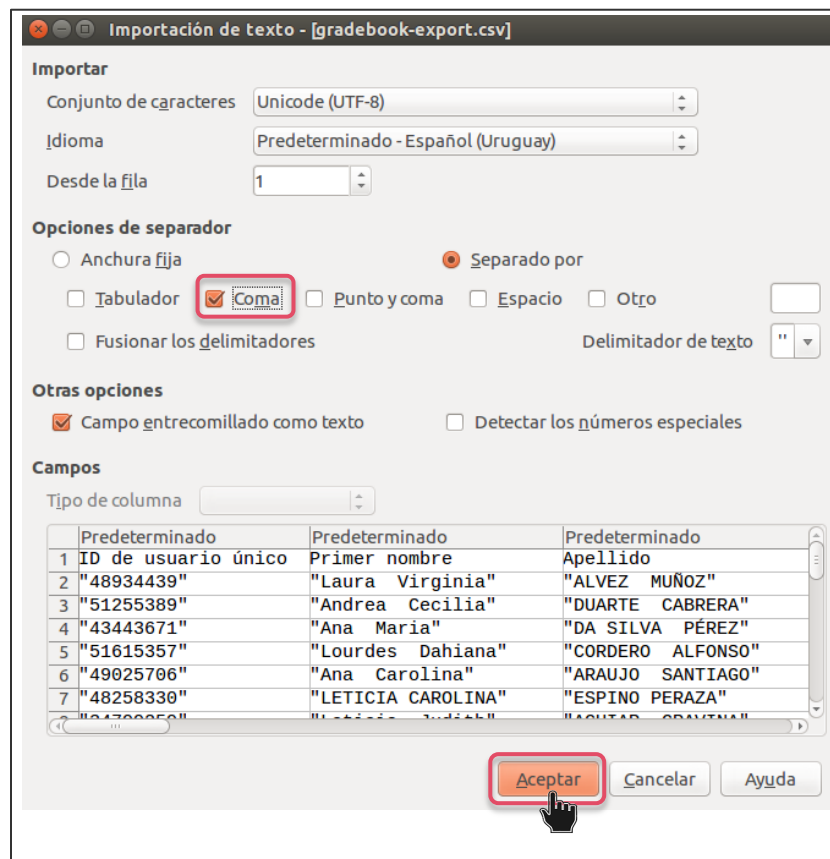 Importación de texto - [gradebook-export.csv]
Importar
Conjunto de caracteres Unicode (UTF-8)
Idioma Predeterminado - Español (Uruguay)
Desde la fila 1
Opciones de separador
Anchura fija Separado por
Tabulador Coma Punto y coma Espacio Otro
Fusionar los delimitadores Delimitador de texto "
Otras opciones
Campo entrecomillado como texto Detectar los números especiales
Campos
Tipo de columna
Predeterminado Predeterminado Predeterminado
1 ID de usuario único Primer nombre Apellido
2 "48934439" "Laura  Virginia" "ALVEZ  MUÑOZ"
3 "51255389" "Andrea  Cecilia" "DUARTE  CABRERA"
4 "43443671" "Ana  Maria" "DA SILVA  PÉREZ"
5 "51615357" "Lourdes  Dahiana" "CORDERO  ALFONSO"
6 "49025706" "Ana  Carolina" "ARAUJO  SANTIAGO"
7 "48258330" "LETICIA CAROLINA" "ESPINO PERAZA"
Aceptar Cancelar Ayuda